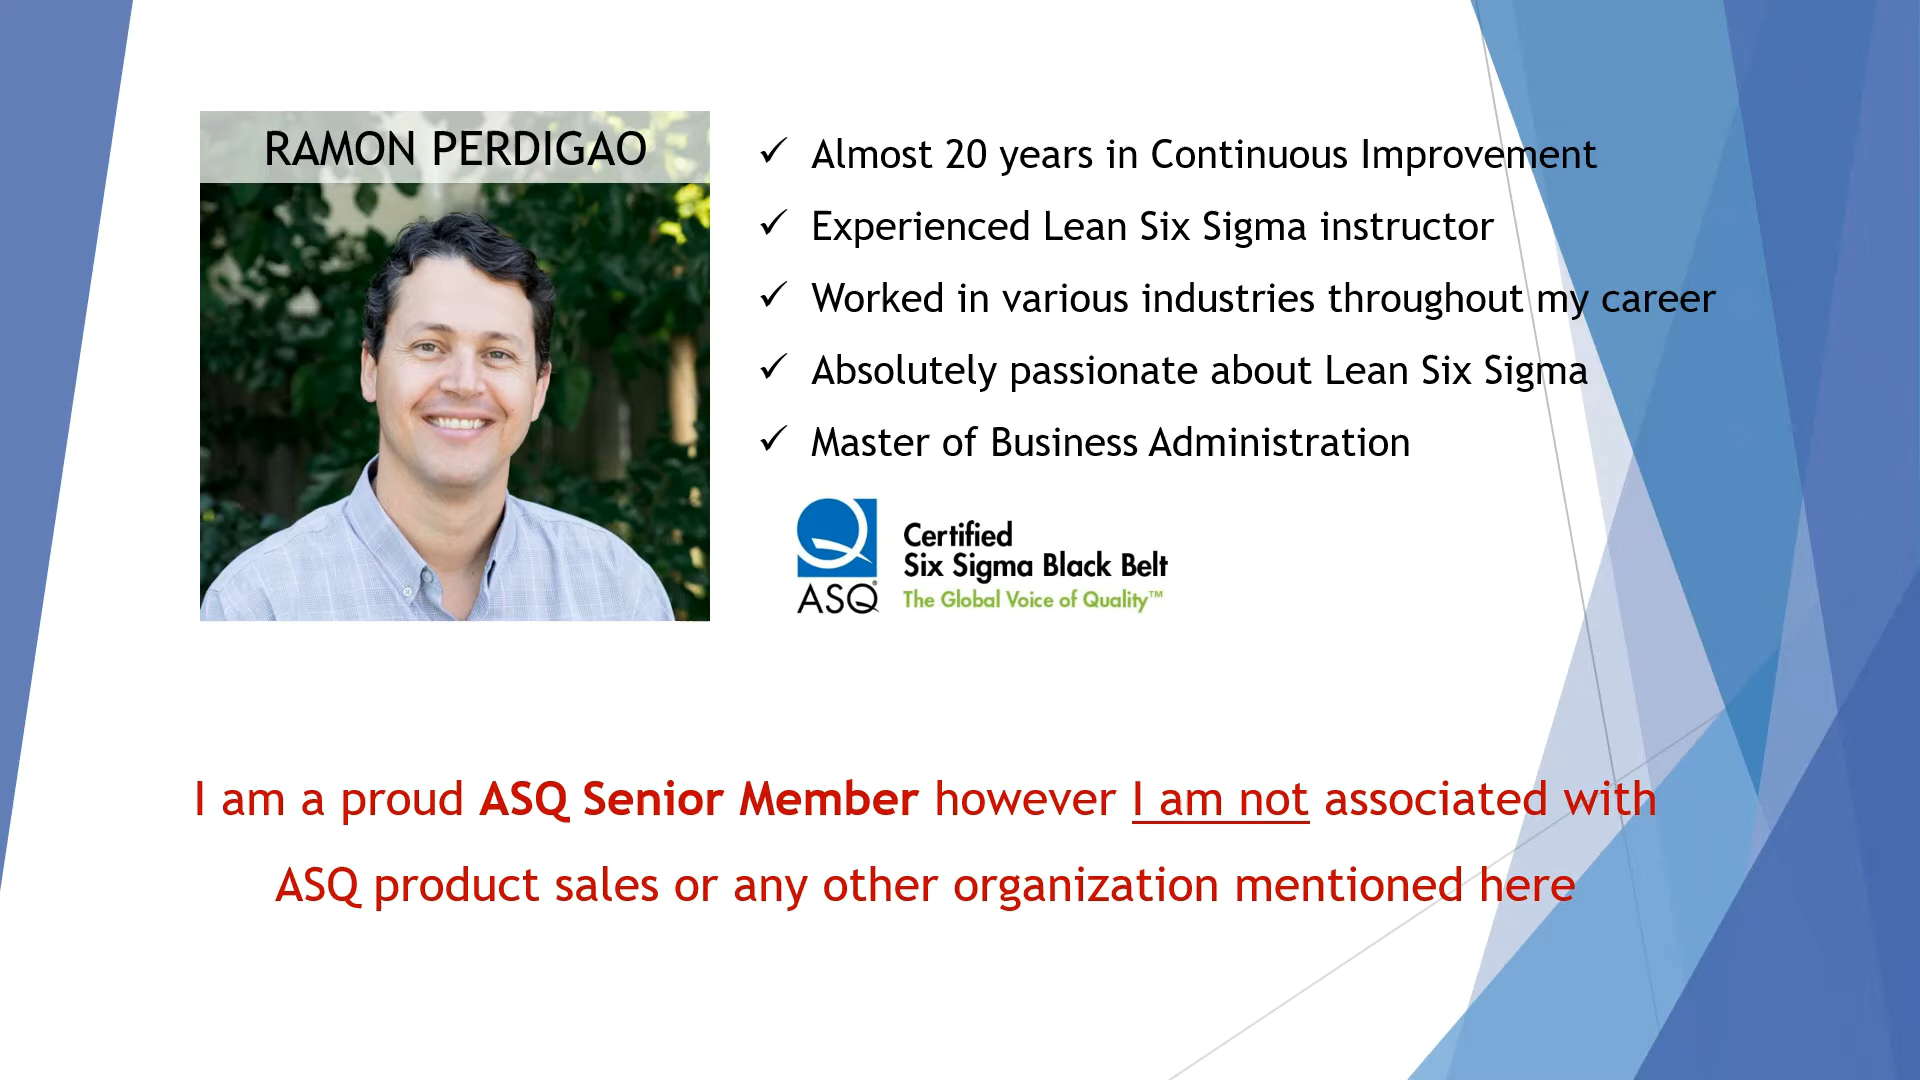 RAMON PERDIGAO
✓ Almost 20 years in Continuous Improvement
✓ Experienced Lean Six Sigma instructor
✓ Worked in various industries throughout my career
✓ Absolutely passionate about Lean Six Sigma
✓ Master of Business Administration
ASQ®
Certified
Six Sigma Black Belt
The Global Voice of Quality™
I am a proud ASQ Senior Member however I am not associated with
ASQ product sales or any other organization mentioned here